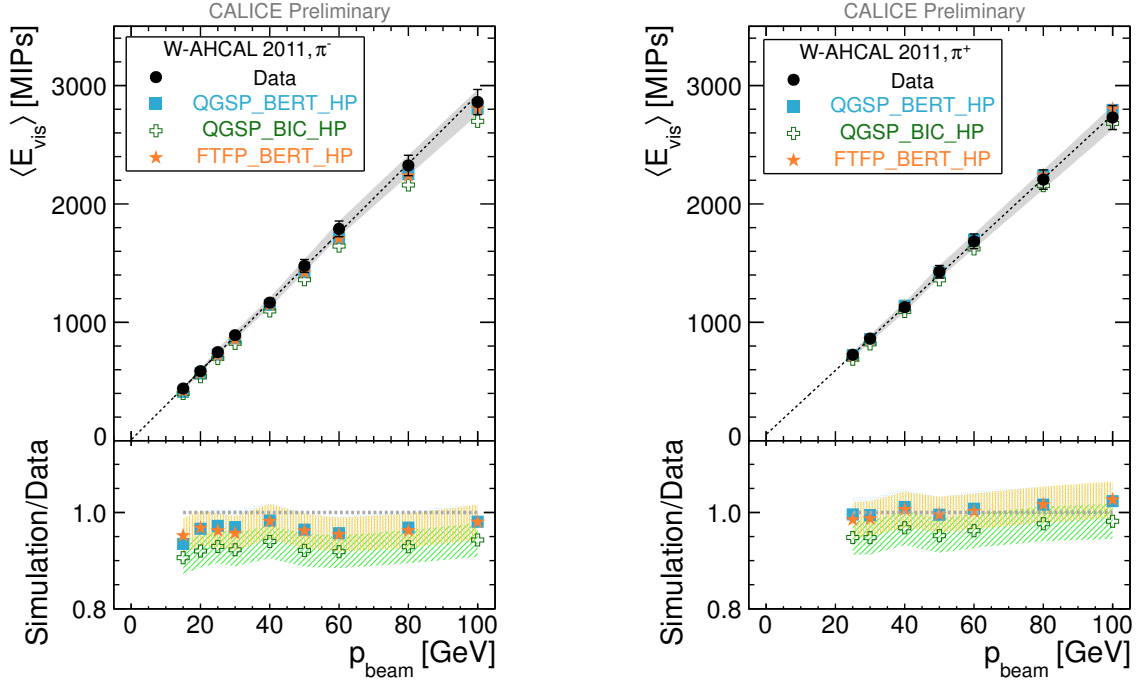 CALICE Preliminary
W-AHCAL 2011, π⁻
Data
QGSP_BERT_HP
QGSP_BIC_HP
FTFP_BERT_HP
⟨E_vis⟩ [MIPs]
3000
2000
1000
0
Simulation/Data
1.0
0.8
0 20 40 60 80 100
p_beam [GeV]
CALICE Preliminary
W-AHCAL 2011, π⁺
Data
QGSP_BERT_HP
QGSP_BIC_HP
FTFP_BERT_HP
⟨E_vis⟩ [MIPs]
3000
2000
1000
0
Simulation/Data
1.0
0.8
0 20 40 60 80 100
p_beam [GeV]